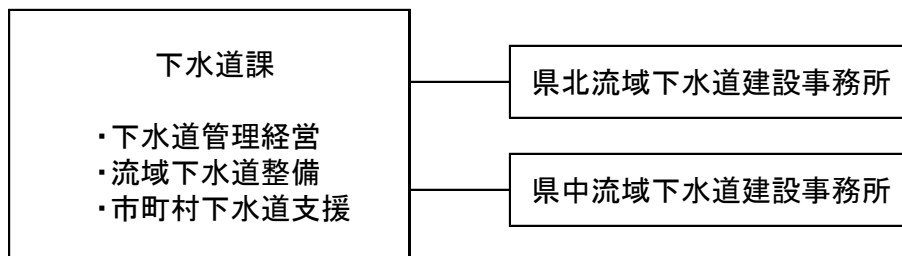 下水道課
・下水道管理経営
・流域下水道整備
・市町村下水道支援
県北流域下水道建設事務所
県中流域下水道建設事務所